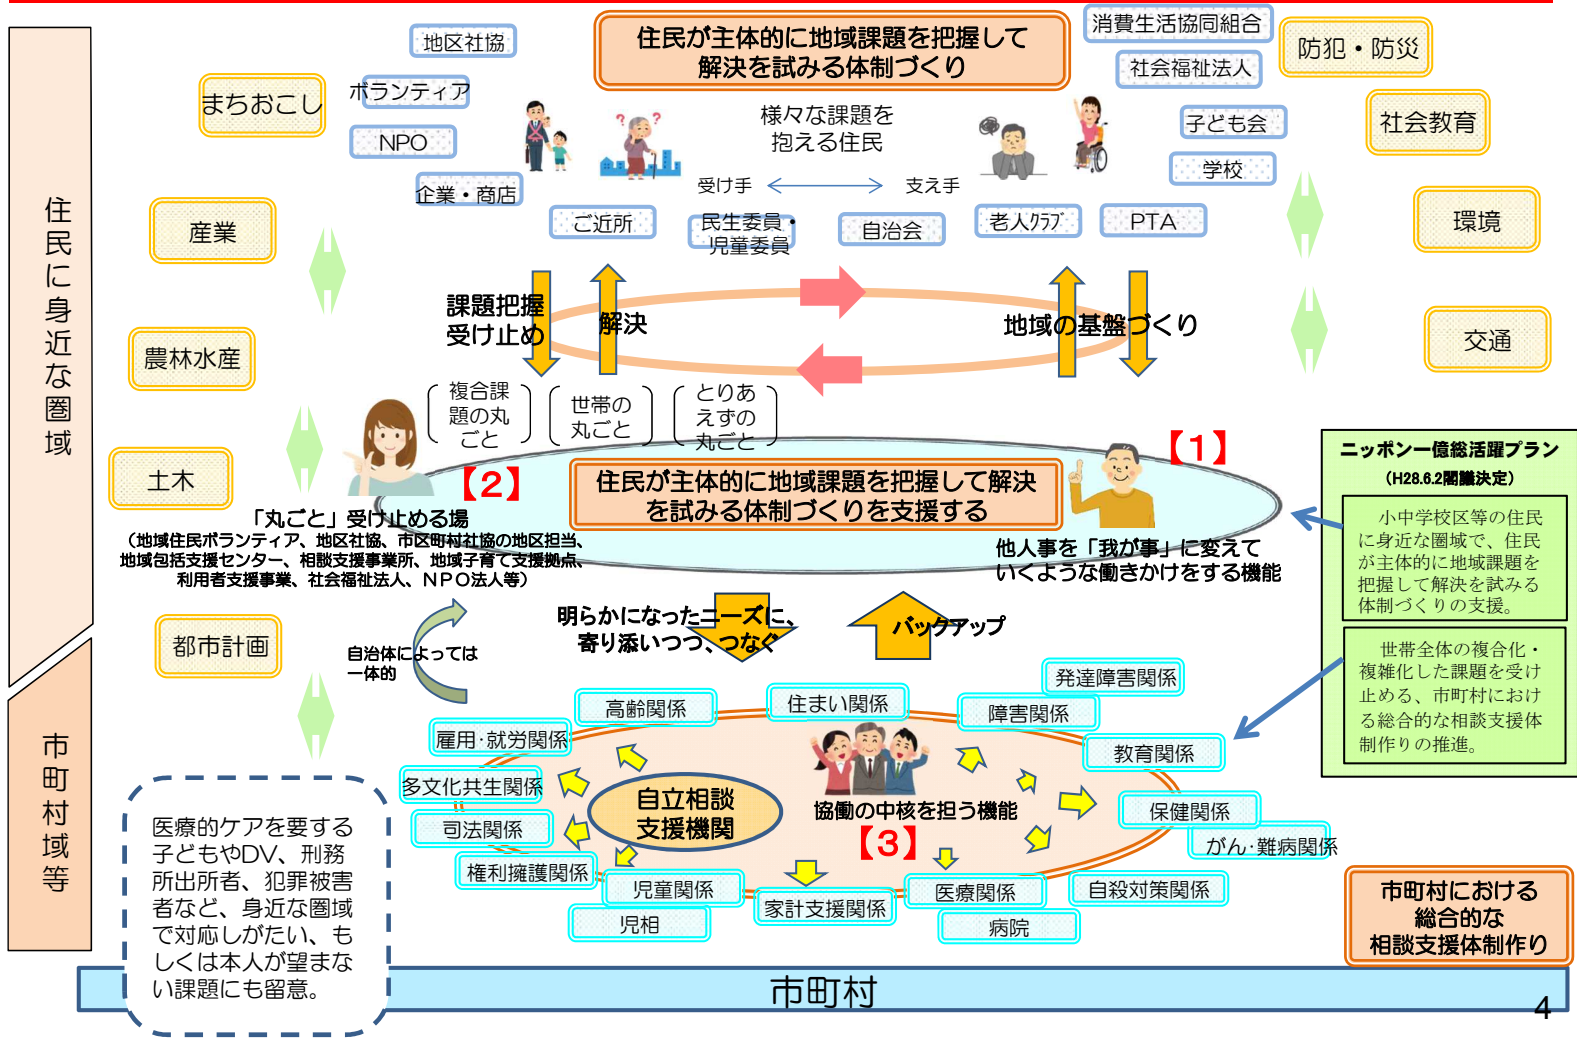 住民が主体的に地域課題を把握して
解決を試みる体制づくり
地区社協
ボランティア
NPO
企業・商店
ご近所
民生委員・
児童委員
自治会
老人クラブ
PTA
消費生活協同組合
社会福祉法人
子ども会
学校
様々な課題を
抱える住民
受け手
支え手
? ?
まちおこし
産業
農林水産
土木
都市計画
防犯・防災
社会教育
環境
交通
住民に身近な圏域
市町村域等
課題把握
受け止め
解決
地域の基盤づくり
複合課
題の丸
ごと
世帯の
丸ごと
とりあ
えずの
丸ごと
【1】
【2】
住民が主体的に地域課題を把握して解決
を試みる体制づくりを支援する
「丸ごと」受け止める場
（地域住民ボランティア、地区社協、市区町村社協の地区担当、
地域包括支援センター、相談支援事業所、地域子育て支援拠点、
利用者支援事業、社会福祉法人、ＮＰＯ法人等）
他人事を「我が事」に変えて
いくような働きかけをする機能
ニッポン一億総活躍プラン
（H28.6.2閣議決定）
小中学校区等の住民
に身近な圏域で、住民
が主体的に地域課題を
把握して解決を試みる
体制づくりの支援。
世帯全体の複合化・
複雑化した課題を受け
止める、市町村におけ
る総合的な相談支援体
制作りの推進。
明らかになったニーズに、
寄り添いつつ、つなぐ
バックアップ
自治体によっては
一体的
高齢関係
住まい関係
障害関係
発達障害関係
雇用･就労関係
教育関係
多文化共生関係
保健関係
司法関係
がん･難病関係
権利擁護関係
自殺対策関係
児童関係
児相
家計支援関係
医療関係
病院
自立相談
支援機関
協働の中核を担う機能
【3】
医療的ケアを要する
子どもやDV、刑務
所出所者、犯罪被害
者など、身近な圏域
で対応しがたい、も
しくは本人が望まな
い課題にも留意。
市町村における
総合的な
相談支援体制作り
市町村
4